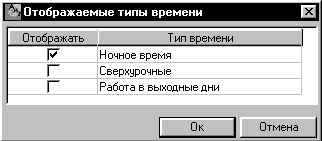 Отображаемые типы времени
Отображать Тип времени
Ночное время
Сверхурочные
Работа в выходные дни
Ок Отмена